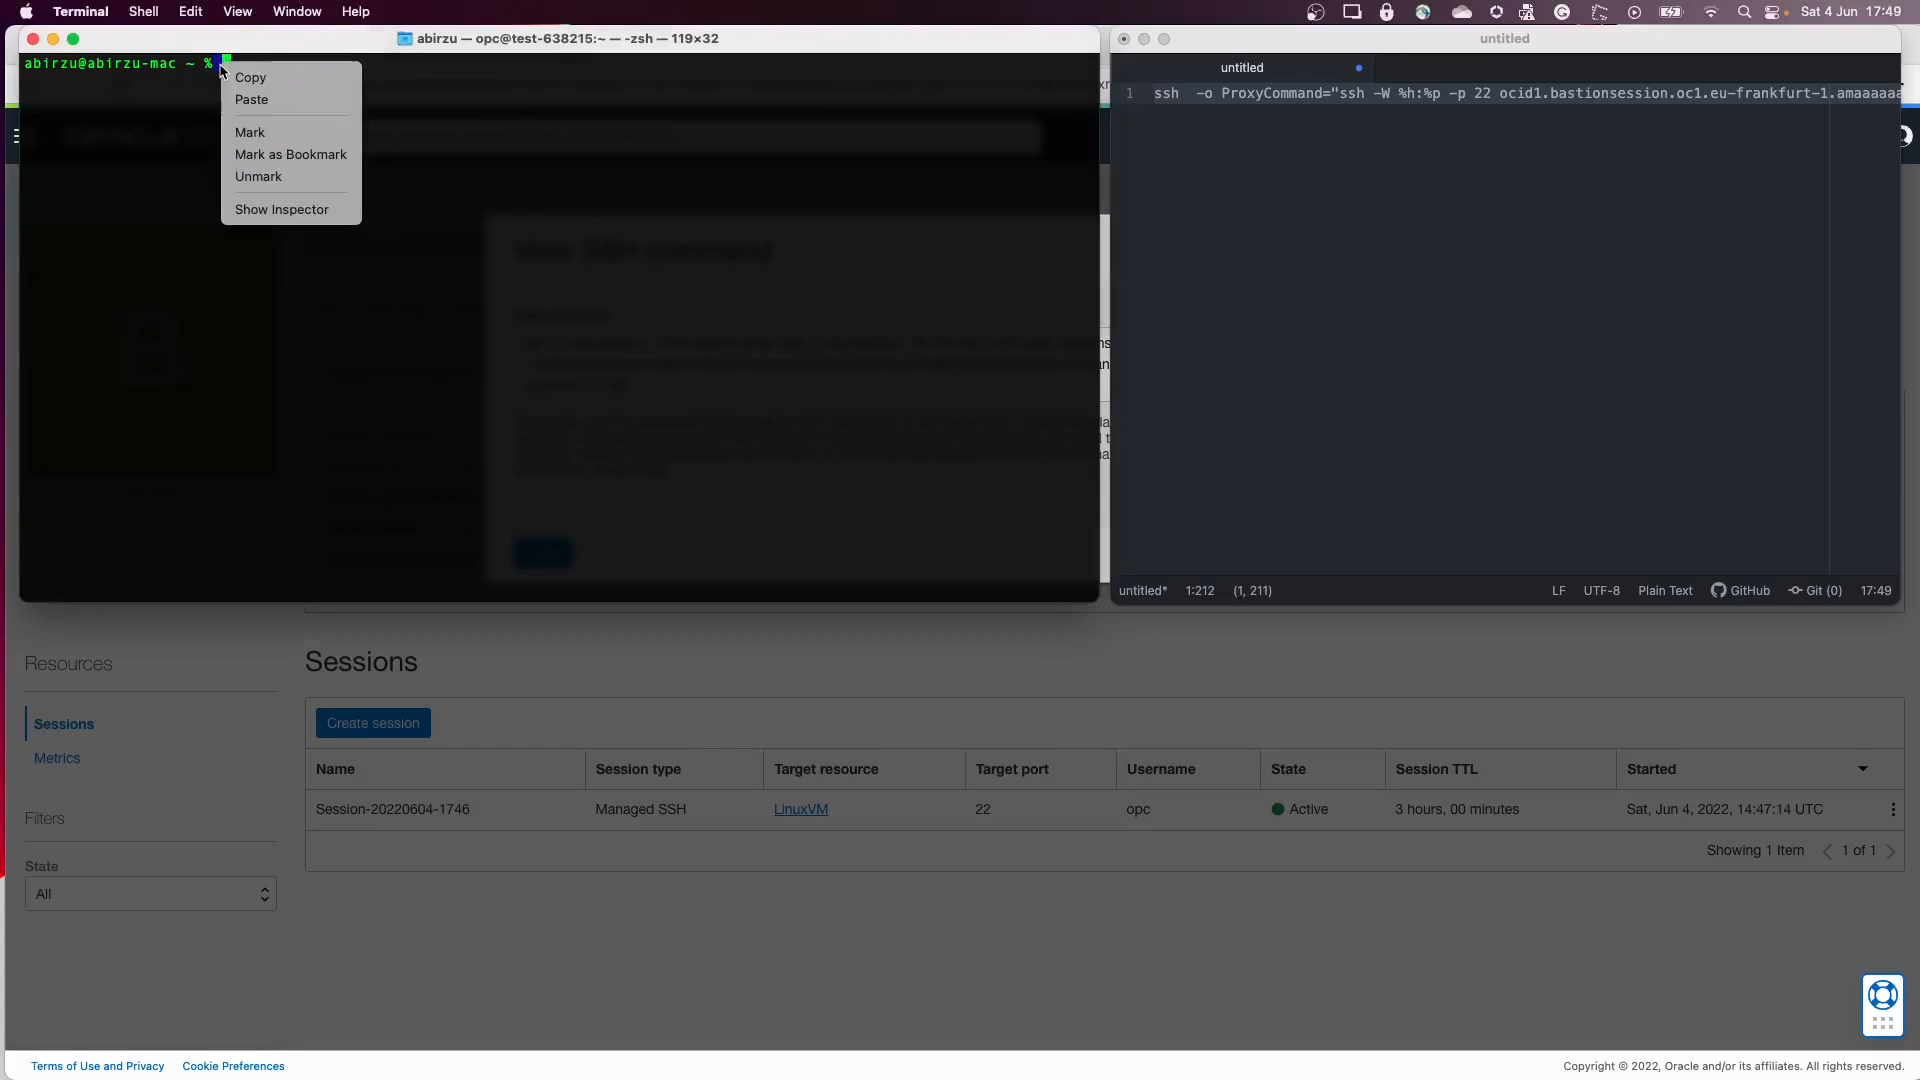 Terminal Shell Edit View Window Help
Sat 4 Jun 17:49
abirzu — opc@test-638215:~ — -zsh — 119×32
abirzu@abirzu-mac ~ %
Copy
Paste
Mark
Mark as Bookmark
Unmark
Show Inspector
View SSH command
untitled
untitled
1 ssh -o ProxyCommand="ssh -W %h:%p -p 22 ocid1.bastionsession.oc1.eu-frankfurt-1.amaaaaaa
untitled* 1:212 (1, 211) LF UTF-8 Plain Text GitHub Git (0) 17:49
Resources
Sessions
Metrics
Filters
State
All
Sessions
Create session
Name Session type Target resource Target port Username State Session TTL Started
Session-20220604-1746 Managed SSH LinuxVM 22 opc Active 3 hours, 00 minutes Sat, Jun 4, 2022, 14:47:14 UTC
Showing 1 Item 1 of 1
Terms of Use and Privacy Cookie Preferences
Copyright © 2022, Oracle and/or its affiliates. All rights reserved.